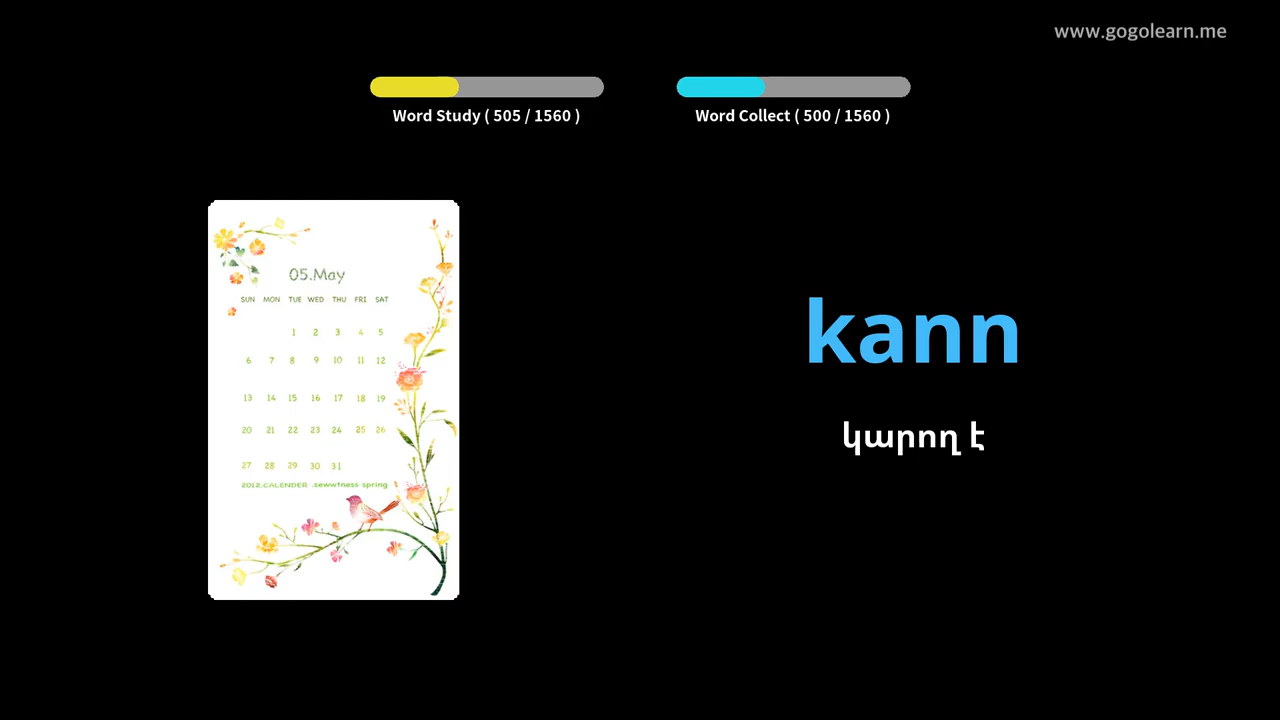 www.gogolearn.me
Word Study ( 505 / 1560 )
Word Collect ( 500 / 1560 )
05.May
SUN MON TUE WED THU FRI SAT
1 2 3 4 5
6 7 8 9 10 11 12
13 14 15 16 17 18 19
20 21 22 23 24 25 26
27 28 29 30 31
2012.CALENDER .sewwtness spring
kann
կարող է